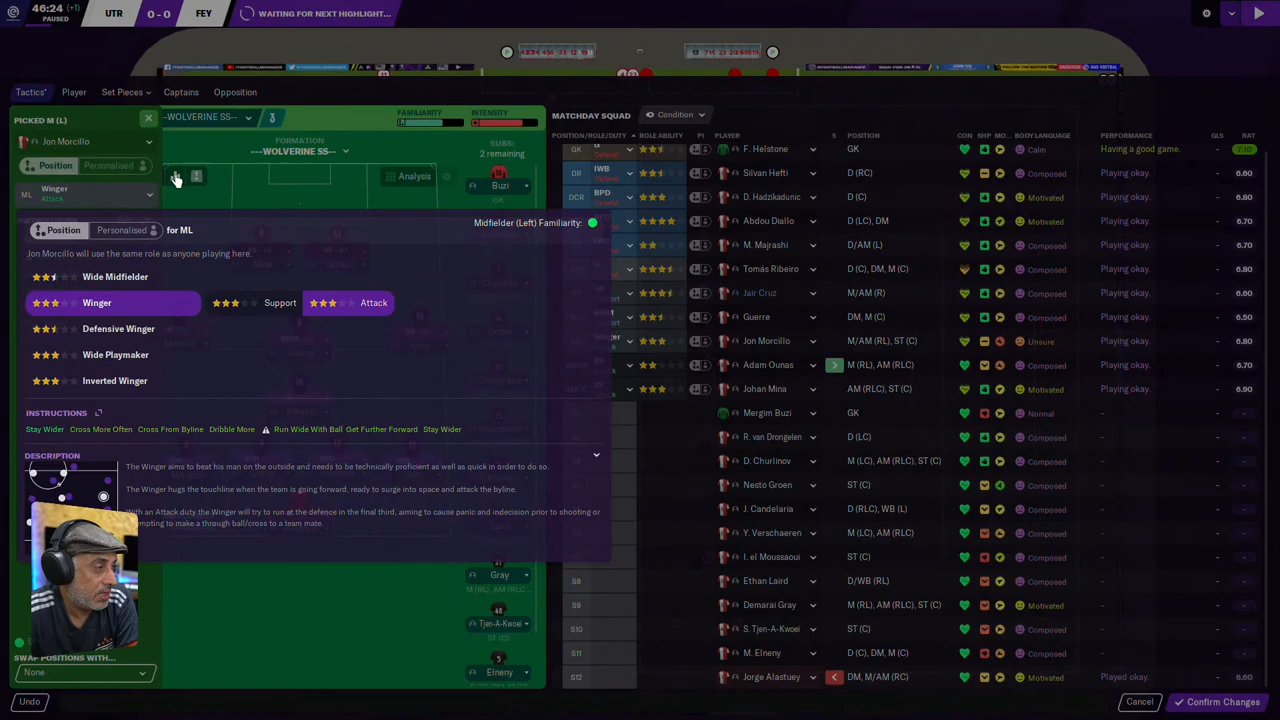 46:24 (+1)
PAUSED
UTR
0 - 0
FEY
WAITING FOR NEXT HIGHLIGHT...
Tactics*
Player
Set Pieces
Captains
Opposition
PICKED M (L)
Jon Morcillo
Position
Personalised
ML
Winger
Attack
--WOLVERINE SS--
3
FAMILIARITY
INTENSITY
FORMATION
---WOLVERINE SS--
SUBS:
2 remaining
Analysis
Buzi
GK
Position
Personalised
for ML
Midfielder (Left) Familiarity:
Jon Morcillo will use the same role as anyone playing here.
Wide Midfielder
Winger
Support
Attack
Defensive Winger
Wide Playmaker
Inverted Winger
INSTRUCTIONS
Stay Wider Cross More Often Cross From Byline Dribble More Run Wide With Ball Get Further Forward Stay Wider
DESCRIPTION
The Winger aims to beat his man on the outside and needs to be technically proficient as well as quick in order to do so.
The Winger hugs the touchline when the team is going forward, ready to surge into space and attack the byline.
With an Attack duty the Winger will try to run at the defence in the final third, aiming to cause panic and indecision prior to shooting or
to make a through ball/cross to a team mate.
Gray
M (RL), AM (RLC
48
Tjen-A-Kwoei
ST (C)
5
Elneny
SWAP POSITIONS WITH...
None
Undo
MATCHDAY SQUAD
Condition
POSITION/ROLE/DUTY ROLE ABILITY PI PLAYER S POSITION CON SHP MO... BODY LANGUAGE PERFORMANCE GLS RAT
GK F. Helstone GK Calm Having a good game. - 7.10
DR IWB Silvan Hefti D (RC) Composed Playing okay. - 6.60
DCR BPD D. Hadzikadunic D (C) Composed Playing okay. - 6.70
Abdou Diallo D (LC), DM Composed Playing okay. - 6.70
M. Majrashi D/AM (L) Composed Playing okay. - 6.70
Tomás Ribeiro D (C), DM, M (C) Composed Playing okay. - 6.80
Jair Cruz M/AM (R) Composed Playing okay. - 6.60
Guerre DM, M (C) Composed Playing okay. - 6.50
Jon Morcillo M/AM (RL), ST (C) Unsure Playing okay. - 6.60
Adam Ounas M (RL), AM (RLC) Composed Playing okay. - 6.70
Johan Mina AM (RLC), ST (C) Motivated Playing okay. - 6.90
Mergim Buzi GK Normal - - -
R. van Drongelen D (LC) Composed - - -
D. Churlinov M (LC), AM (RLC), ST (C) Composed - - -
Nesto Groen ST (C) Composed - - -
J. Candelaria D (RLC), WB (L) Composed - - -
Y. Verschaeren M (C), AM (RLC) Composed - - -
I. el Moussaoui ST (C) Composed - - -
S8 Ethan Laird D/WB (RL) Composed - - -
S9 Demarai Gray M (RL), AM (RLC), ST (C) Motivated - - -
S10 S. Tjen-A-Kwoei ST (C) Composed - - -
S11 M. Elneny D (C), DM, M (C) Composed - - -
S12 Jorge Alastuey DM, M/AM (RC) Motivated Played okay. - 6.60
Cancel
Confirm Changes